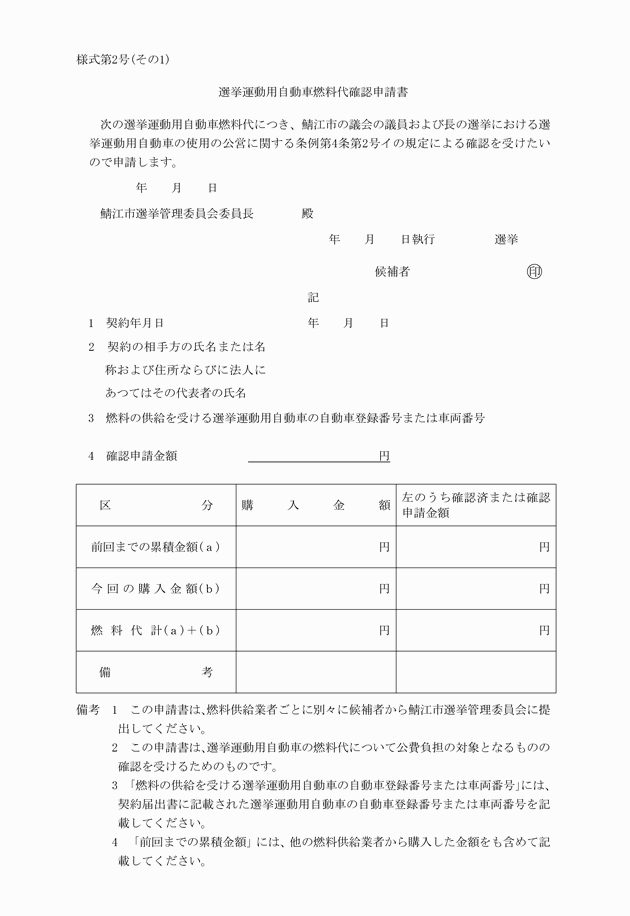 様式第2号(その1)
選挙運動用自動車燃料代確認申請書
次の選挙運動用自動車燃料代につき、鯖江市の議会の議員および長の選挙における選
挙運動用自動車の使用の公営に関する条例第4条第2号イの規定による確認を受けたい
ので申請します。
年　月　日
鯖江市選挙管理委員会委員長　殿
年　月　日執行　選挙
候補者　㊞
記
1　契約年月日　年　月　日
2　契約の相手方の氏名または名
称および住所ならびに法人に
あつてはその代表者の氏名
3　燃料の供給を受ける選挙運動用自動車の自動車登録番号または車両番号
4　確認申請金額　円
区分　購入金額　左のうち確認済または確認
申請金額
前回までの累積金額(a)　円　円
今回の購入金額(b)　円　円
燃料代計(a)+(b)　円　円
備考
備考　1　この申請書は、燃料供給業者ごとに別々に候補者から鯖江市選挙管理委員会に提
出してください。
2　この申請書は、選挙運動用自動車の燃料代について公費負担の対象となるものの
確認を受けるためのものです。
3　「燃料の供給を受ける選挙運動用自動車の自動車登録番号または車両番号」には、
契約届出書に記載された選挙運動用自動車の自動車登録番号または車両番号を記
載してください。
4　「前回までの累積金額」には、他の燃料供給業者から購入した金額をも含めて記
載してください。